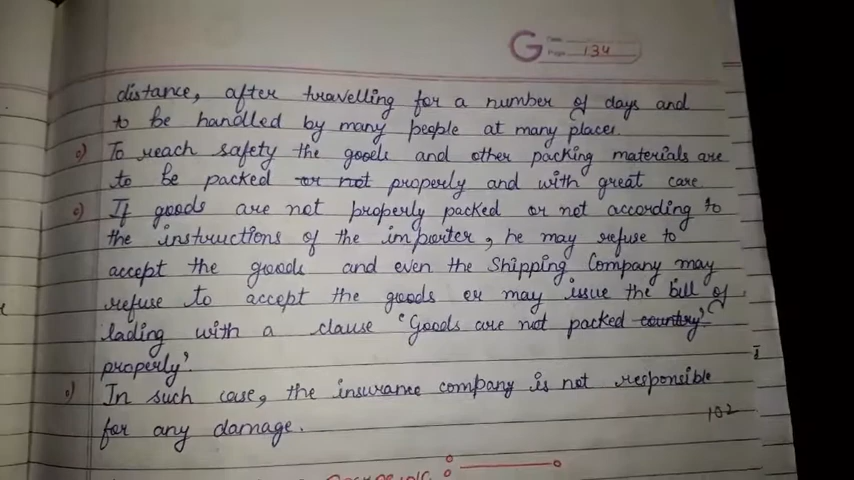 G Page 134
distance, after travelling for a number of days and
to be handled by many people at many places.
To reach safety the goods and other packing materials are
to be packed or not properly and with great care
If goods are not properly packed or not according to
the instructions of the importer, he may refuse to
accept the goods and even the Shipping Company may
refuse to accept the goods or may issue the bill of
lading with a clause "Goods are not packed country"
properly".
In such case, the insurance company is not responsible
for any damage.
102